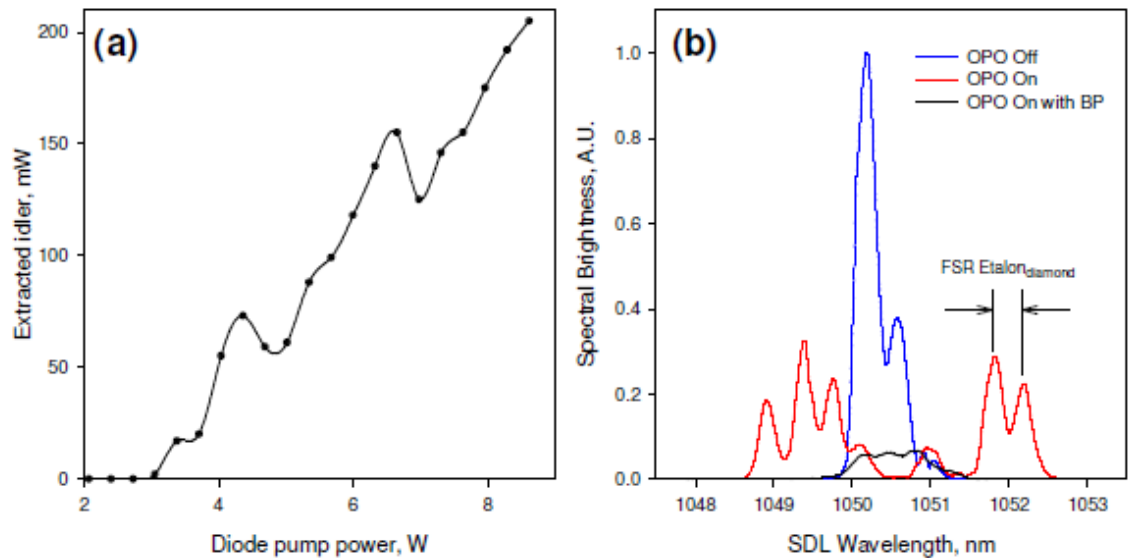 (a)
200
150
100
50
0
Extracted idler, mW
2 4 6 8
Diode pump power, W
(b)
OPO Off
OPO On
OPO On with BP
1.0
0.8
0.6
0.4
0.2
0.0
Spectral Brightness, A.U.
FSR Etalon_diamond
1048 1049 1050 1051 1052 1053
SDL Wavelength, nm